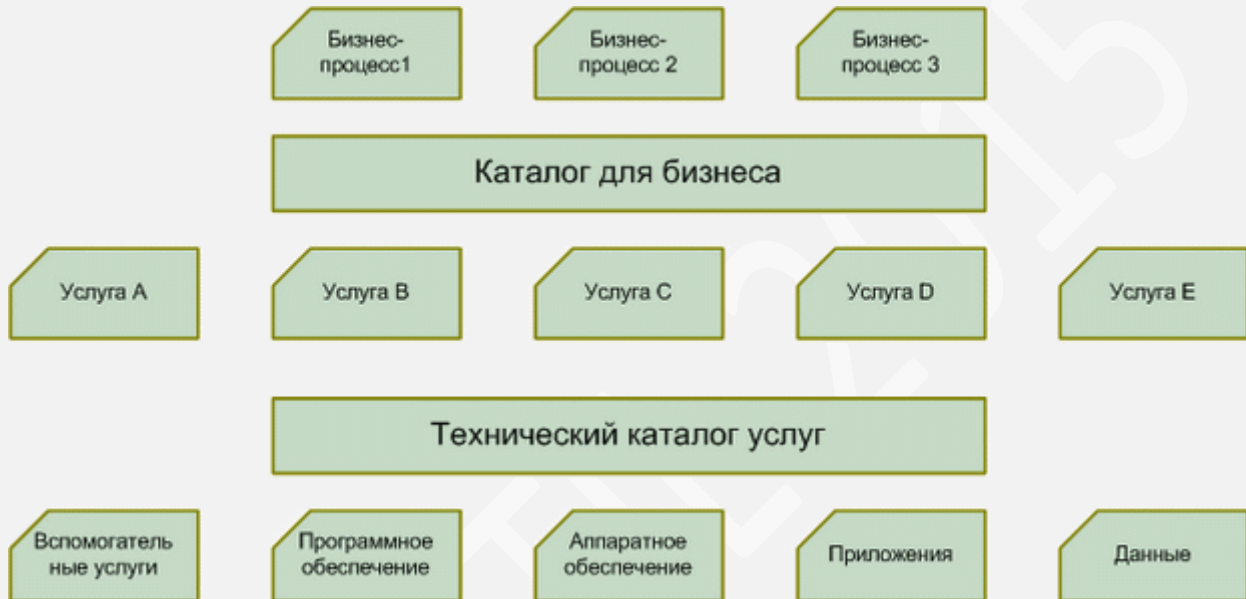 Бизнес-
процесс1
Бизнес-
процесс 2
Бизнес-
процесс 3
Каталог для бизнеса
Услуга A
Услуга B
Услуга C
Услуга D
Услуга E
Технический каталог услуг
Вспомогатель
ные услуги
Программное
обеспечение
Аппаратное
обеспечение
Приложения
Данные
2015